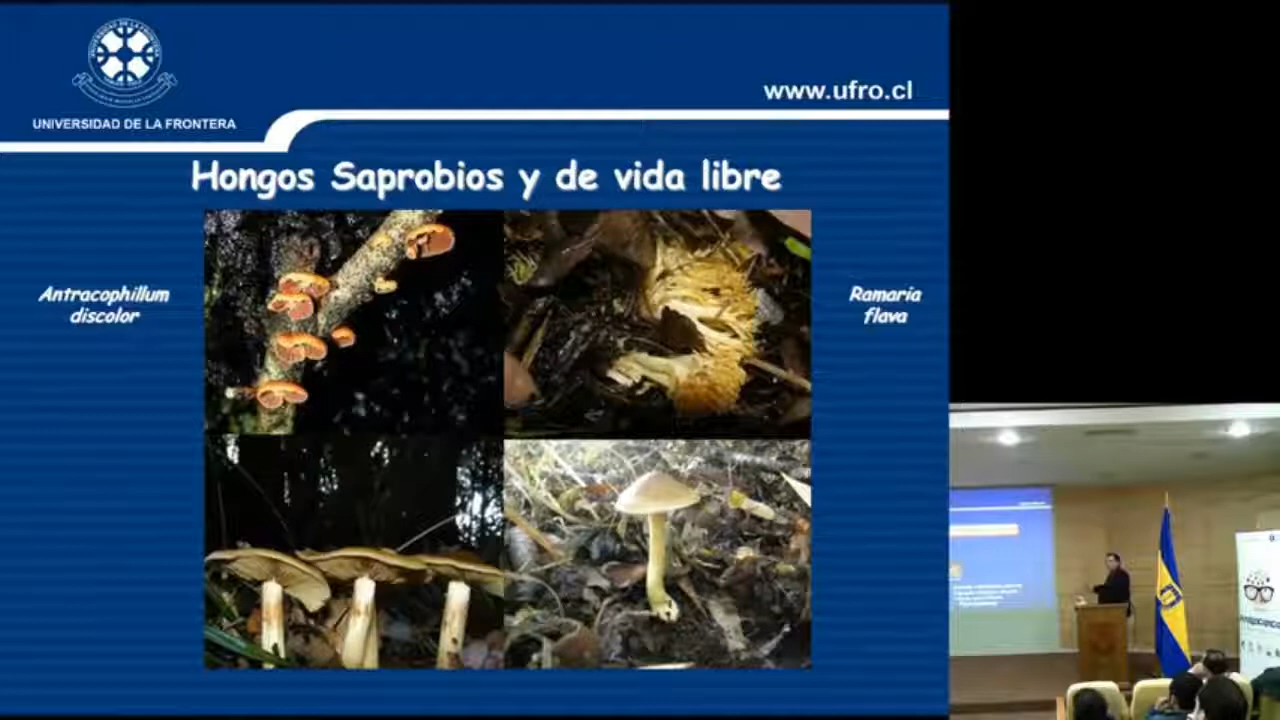 UNIVERSIDAD DE LA FRONTERA
www.ufro.cl
Hongos Saprobios y de vida libre
Antracophillum
discolor
Ramaria
flava